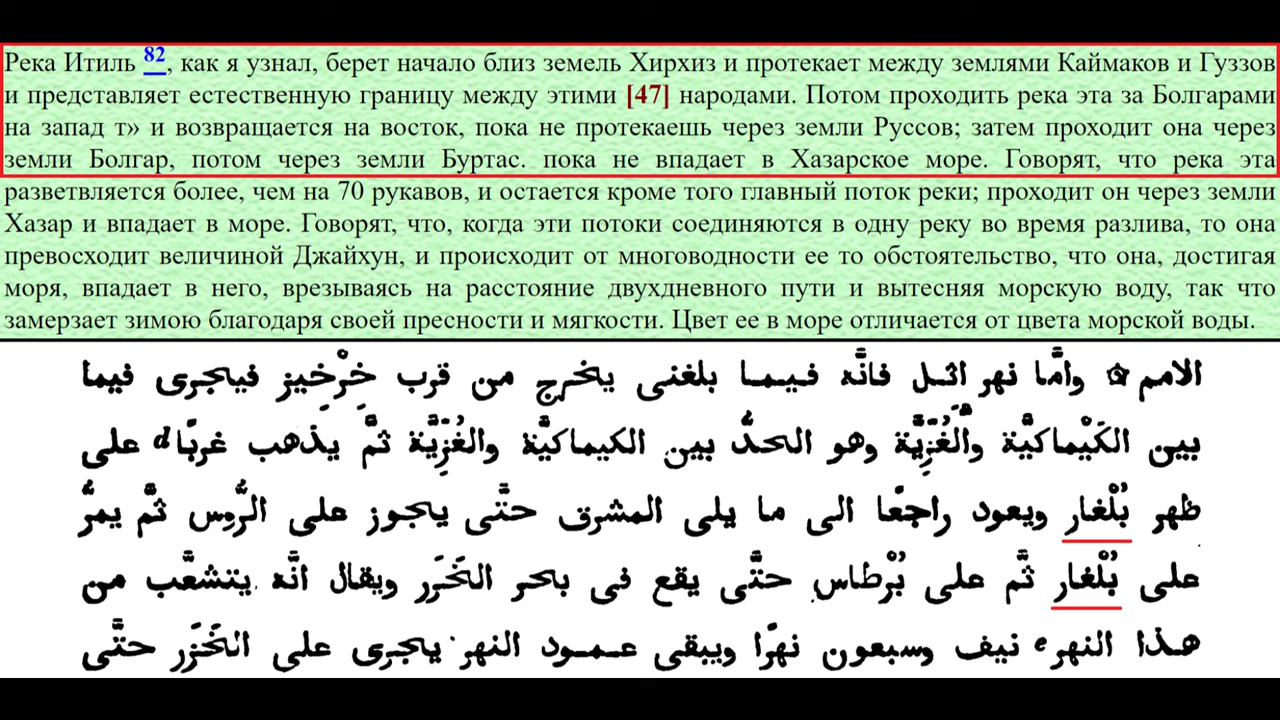 Река Итиль 82, как я узнал, берет начало близ земель Хирхиз и протекает между землями Каймаков и Гуззов
и представляет естественную границу между этими [47] народами. Потом проходить река эта за Болгарами
на запад т» и возвращается на восток, пока не протекаешь через земли Руссов; затем проходит она через
земли Болгар, потом через земли Буртас. пока не впадает в Хазарское море. Говорят, что река эта
разветвляется более, чем на 70 рукавов, и остается кроме того главный поток реки; проходит он через земли
Хазар и впадает в море. Говорят, что, когда эти потоки соединяются в одну реку во время разлива, то она
превосходит величиной Джайхун, и происходит от многоводности ее то обстоятельство, что она, достигая
моря, впадает в него, врезываясь на расстояние двухдневного пути и вытесняя морскую воду, так что
замерзает зимою благодаря своей пресности и мягкости. Цвет ее в море отличается от цвета морской воды.
الامم ۞ وامَّا نهر اثل فانَّه فيما بلغنى يخرج من قرب خِرْخِيز فيجرى فيما
بين الكَيْماكيَّة والغُزِّيَّة وهو الحدُّ بين الكيماكيَّة والغُزِّيَّة ثمَّ يذهب غربًا d على
ظهر بُلْغار ويعود راجعًا الى ما يلى المشرق حتَّى يجوز على الرُّوس ثمَّ يمرُّ
على بُلْغار ثمَّ على بُرْطاس حتَّى يقع فى بحر الخَزَر ويقال انَّه يتشعَّب من
هذا النهر e نيف وسبعون نهرًا ويبقى عمود النهر يجرى على الخَزَر حتَّى